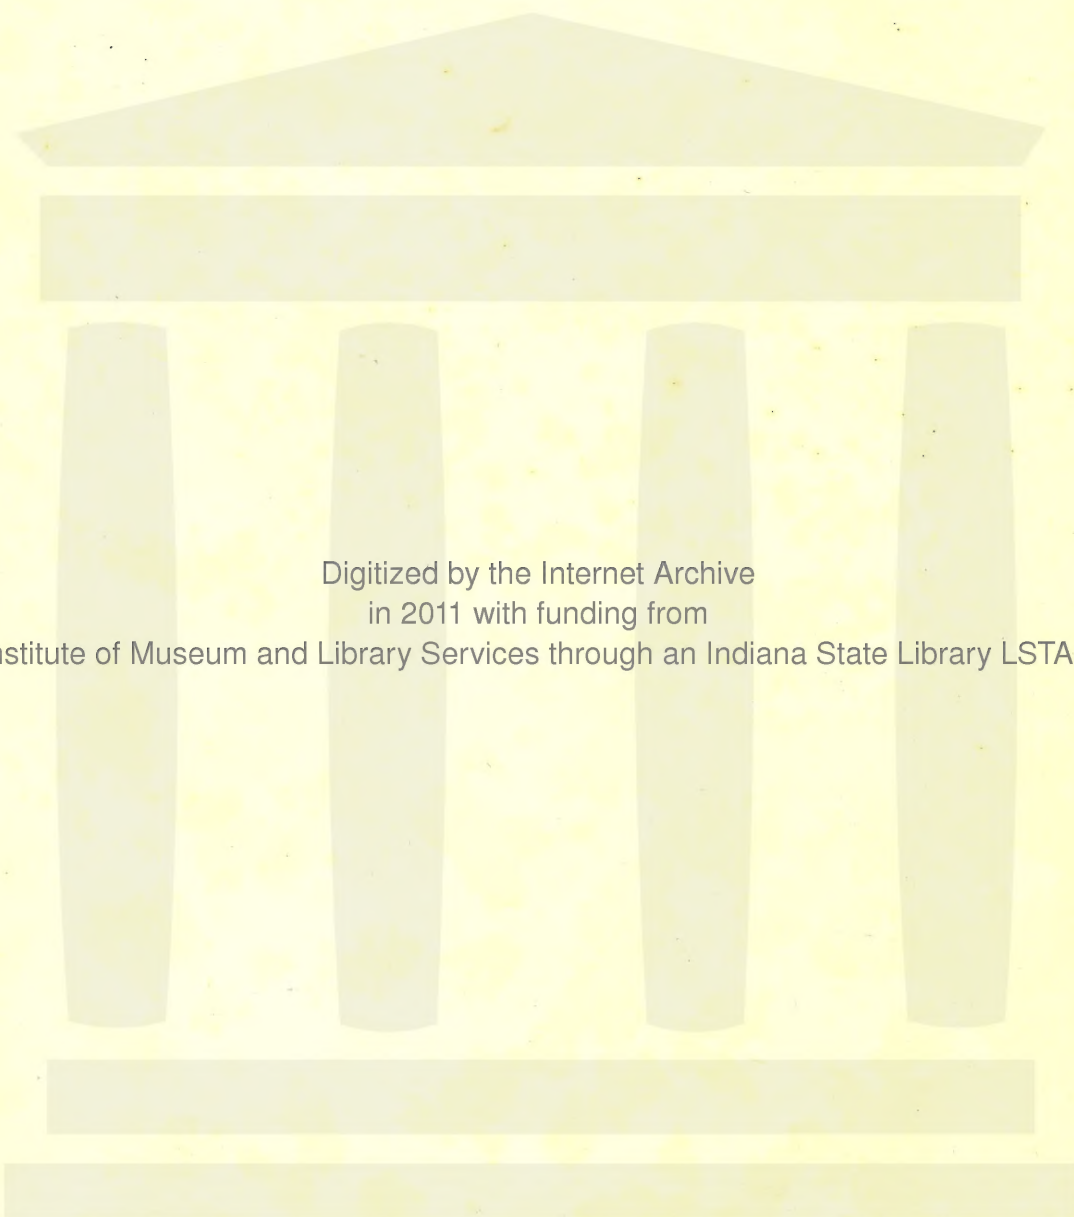 Digitized by the Internet Archive
in 2011 with funding from
nstitute of Museum and Library Services through an Indiana State Library LSTA